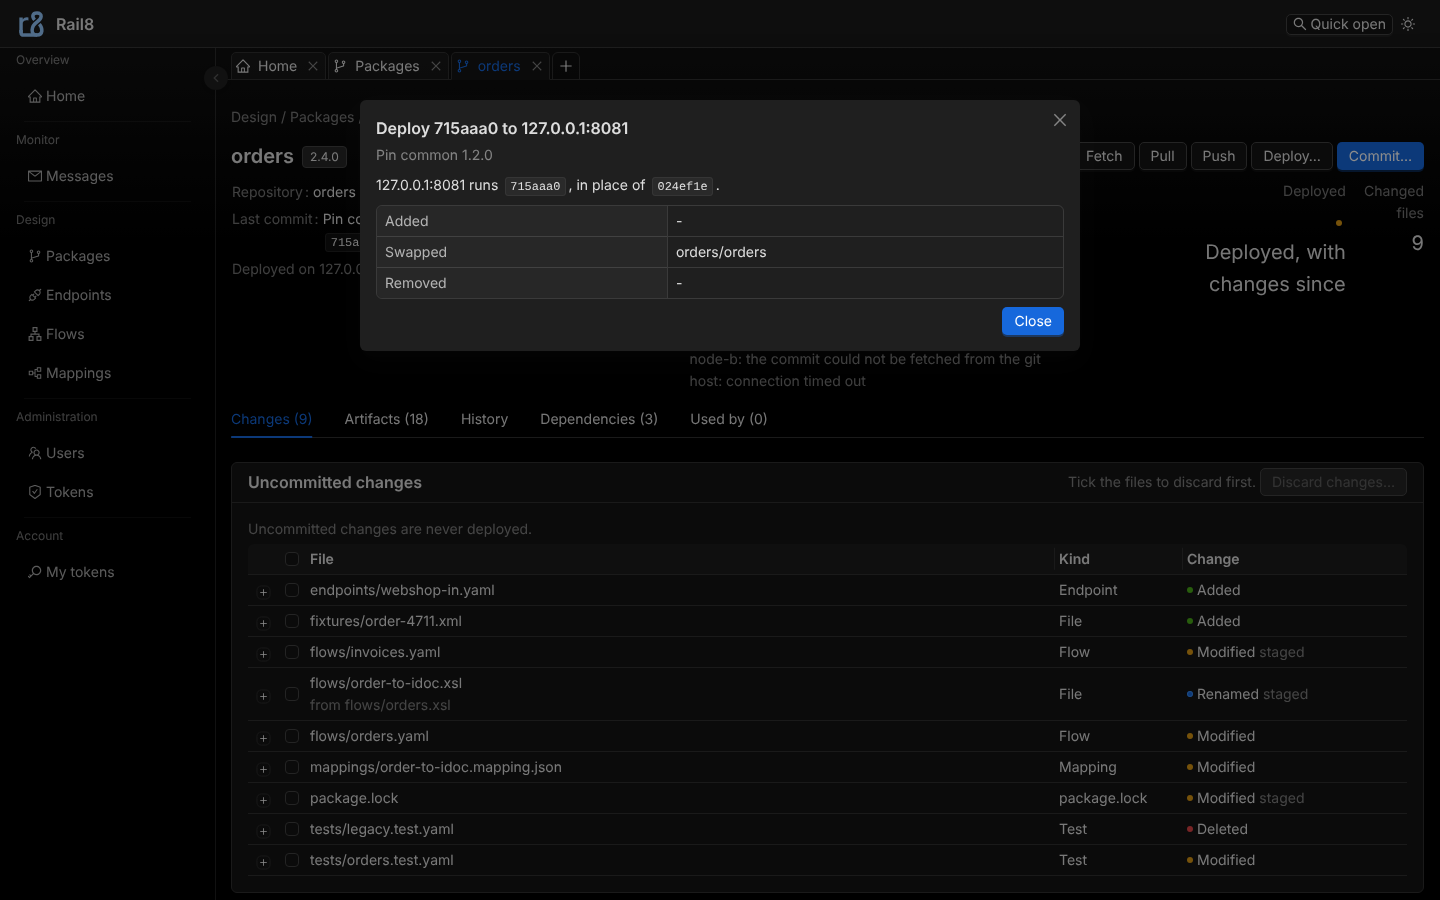 Rail8
Quick open
Overview
Home
Monitor
Messages
Design
Packages
Endpoints
Flows
Mappings
Administration
Users
Tokens
Account
My tokens
Home
Packages
orders
Design / Packages /
orders 2.4.0
Fetch
Pull
Push
Deploy...
Commit...
Repository: orders
Last commit: Pin co
715aa
Deployed on 127.0.0
Deployed
Deployed, with
changes since
Changed
files
9
Deploy 715aaa0 to 127.0.0.1:8081
Pin common 1.2.0
127.0.0.1:8081 runs 715aaa0, in place of 024ef1e.
Added -
Swapped orders/orders
Removed -
Close
node-b: the commit could not be fetched from the git
host: connection timed out
Changes (9)
Artifacts (18)
History
Dependencies (3)
Used by (0)
Uncommitted changes
Tick the files to discard first. Discard changes...
Uncommitted changes are never deployed.
File Kind Change
endpoints/webshop-in.yaml Endpoint Added
fixtures/order-4711.xml File Added
flows/invoices.yaml Flow Modified staged
flows/order-to-idoc.xsl File Renamed staged
from flows/orders.xsl
flows/orders.yaml Flow Modified
mappings/order-to-idoc.mapping.json Mapping Modified
package.lock package.lock Modified staged
tests/legacy.test.yaml Test Deleted
tests/orders.test.yaml Test Modified